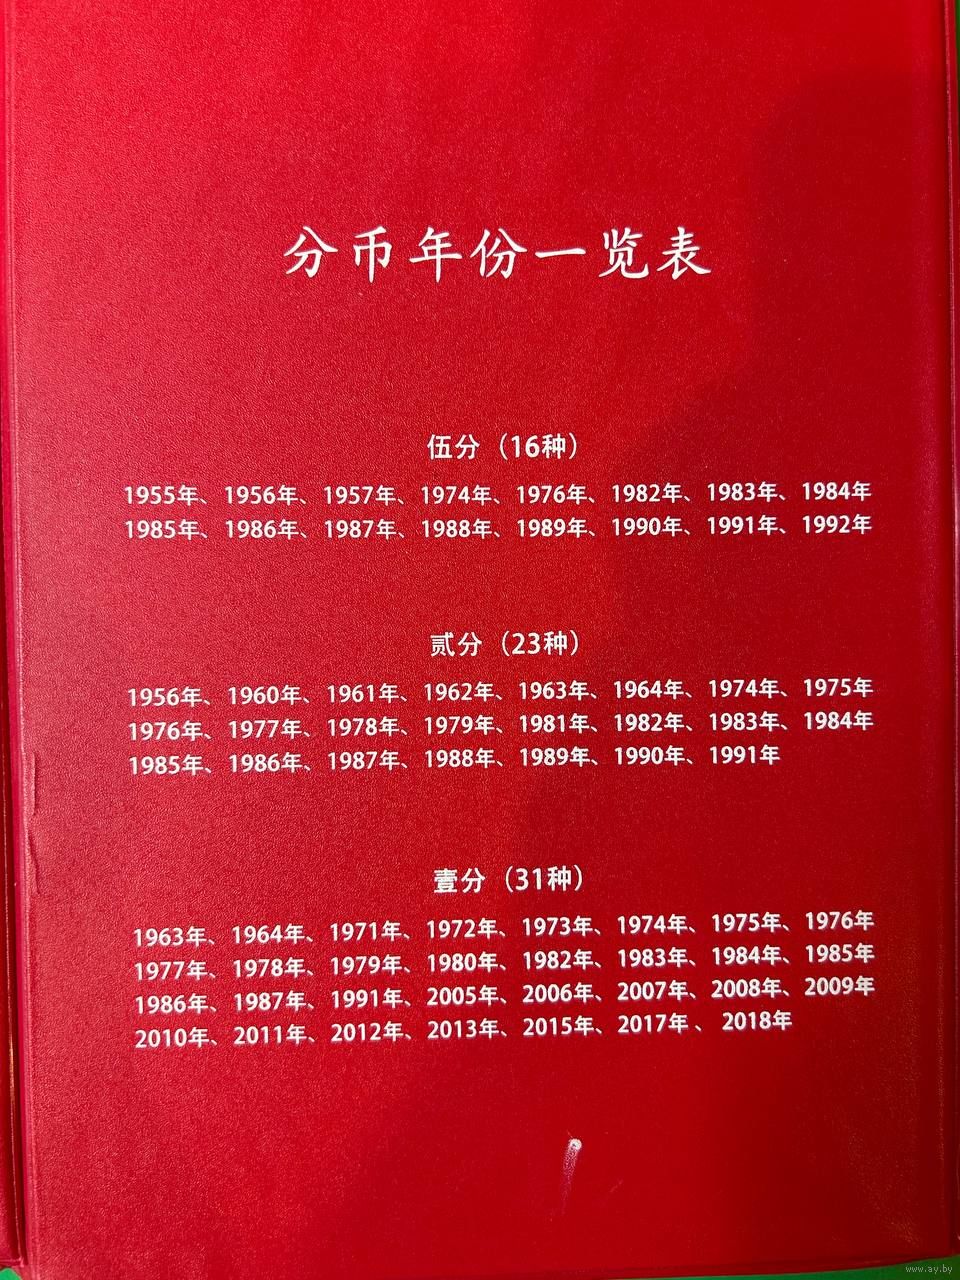 分币年份一览表
伍分（16种）
1955年、1956年、1957年、1974年、1976年、1982年、1983年、1984年
1985年、1986年、1987年、1988年、1989年、1990年、1991年、1992年
贰分（23种）
1956年、1960年、1961年、1962年、1963年、1964年、1974年、1975年
1976年、1977年、1978年、1979年、1981年、1982年、1983年、1984年
1985年、1986年、1987年、1988年、1989年、1990年、1991年
壹分（31种）
1963年、1964年、1971年、1972年、1973年、1974年、1975年、1976年
1977年、1978年、1979年、1980年、1982年、1983年、1984年、1985年
1986年、1987年、1991年、2005年、2006年、2007年、2008年、2009年
2010年、2011年、2012年、2013年、2015年、2017年 、 2018年
www.ay.by